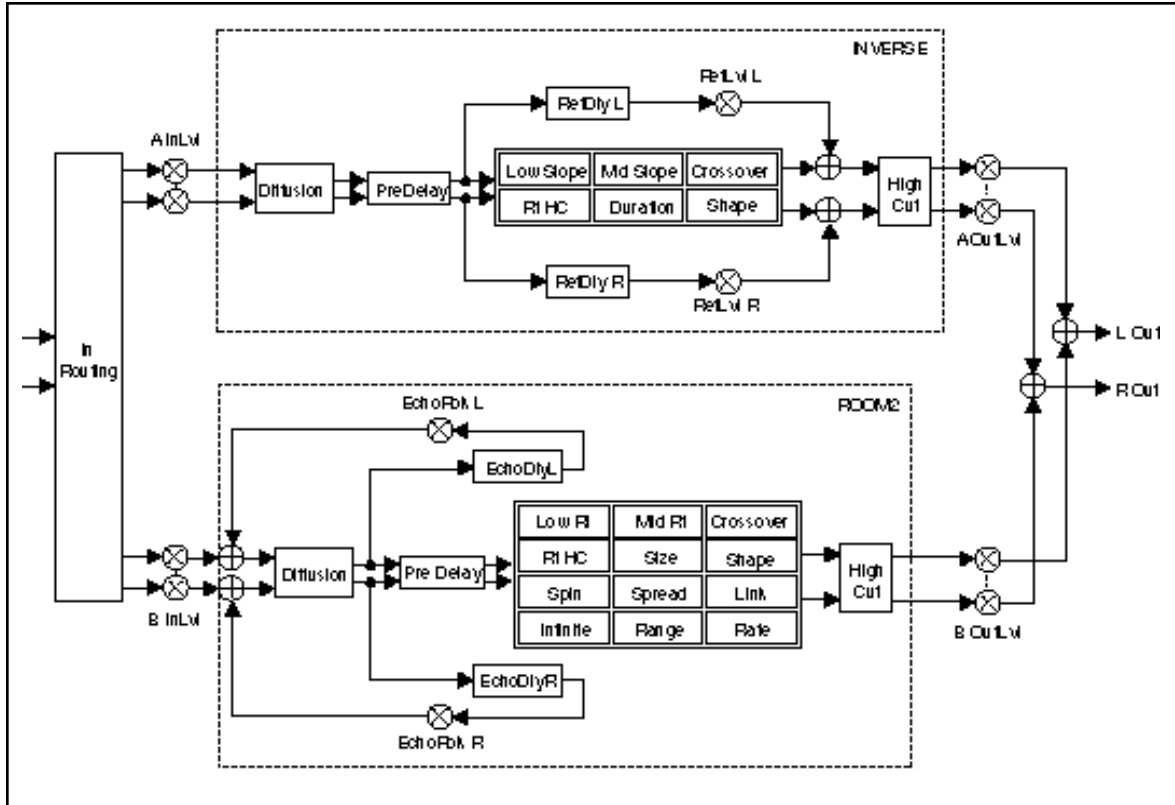 INVERSE
RefLvl L
RefDly L
A InLvl
Diffusion
PreDelay
Low Slope
Mid Slope
Crossover
Rt HC
Duration
Shape
High
Cut
A OutLvl
RefDly R
RefLvl R
In
Routing
L Out
R Out
ROOM2
EchoFbk L
EchoDlyL
Low Rt
Mid Rt
Crossover
Rt HC
Size
Shape
Diffusion
Pre Delay
High
Cut
Spin
Spread
Link
B InLvl
Infinite
Range
Rate
B OutLvl
EchoDlyR
EchoFbk R